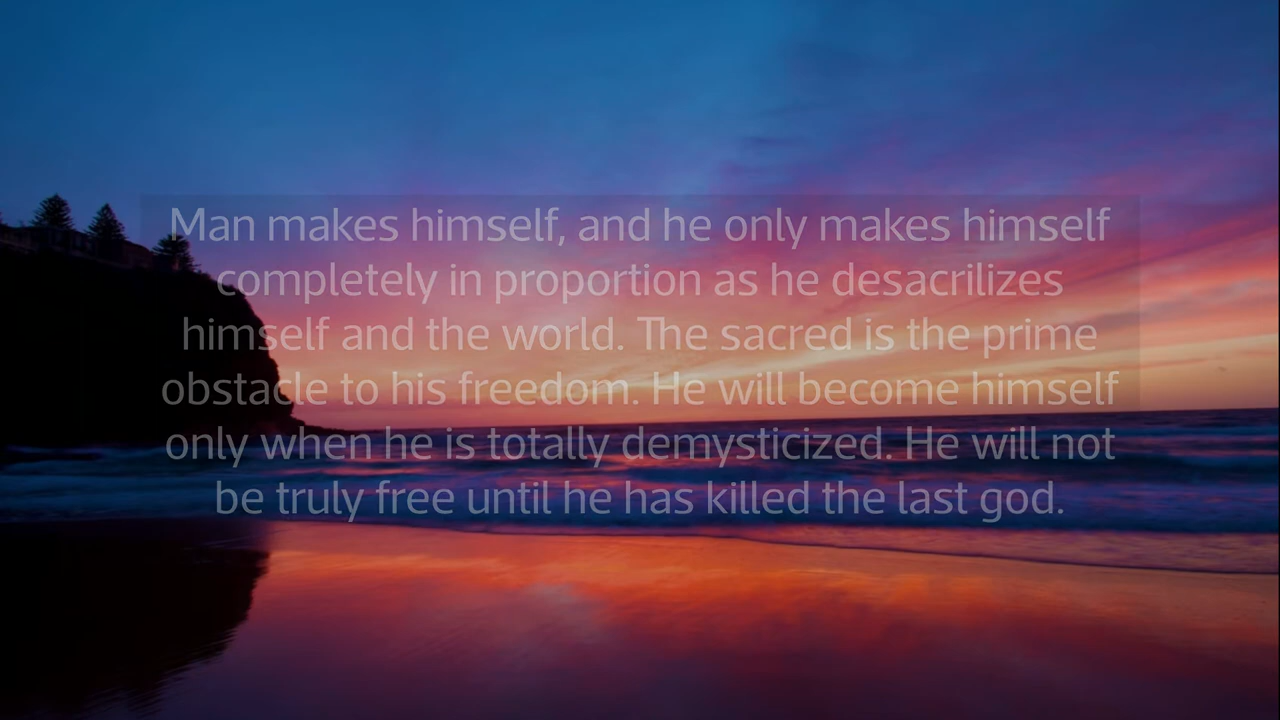 Man makes himself, and he only makes himself
completely in proportion as he desacrilizes
himself and the world. The sacred is the prime
obstacle to his freedom. He will become himself
only when he is totally demysticized. He will not
be truly free until he has killed the last god.